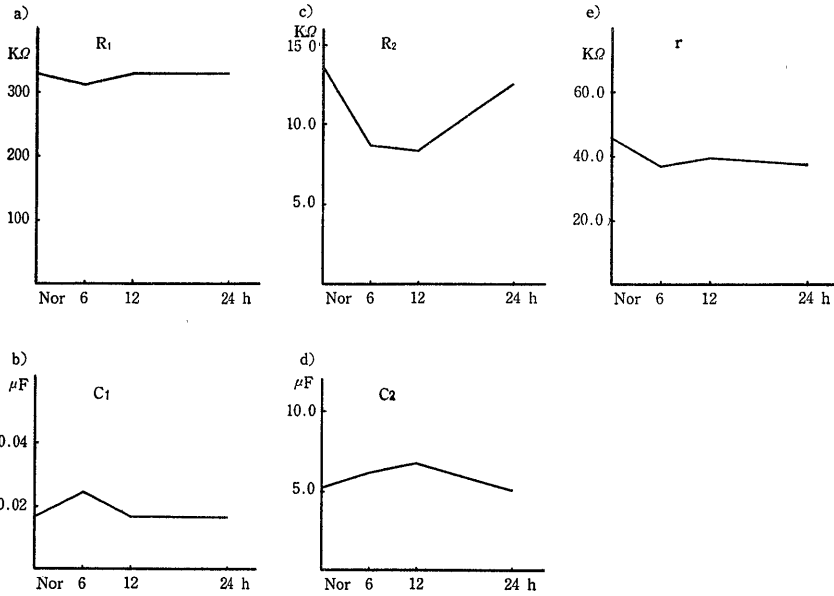 a)
KΩ
R1
300
200
100
Nor 6 12 24 h
c)
KΩ
R2
15 0
10.0
5.0
Nor 6 12 24 h
e)
KΩ
r
60.0
40.0
20.0
Nor 6 12 24 h
b)
μF
C1
0.04
0.02
Nor 6 12 24 h
d)
μF
C2
10.0
5.0
Nor 6 12 24 h